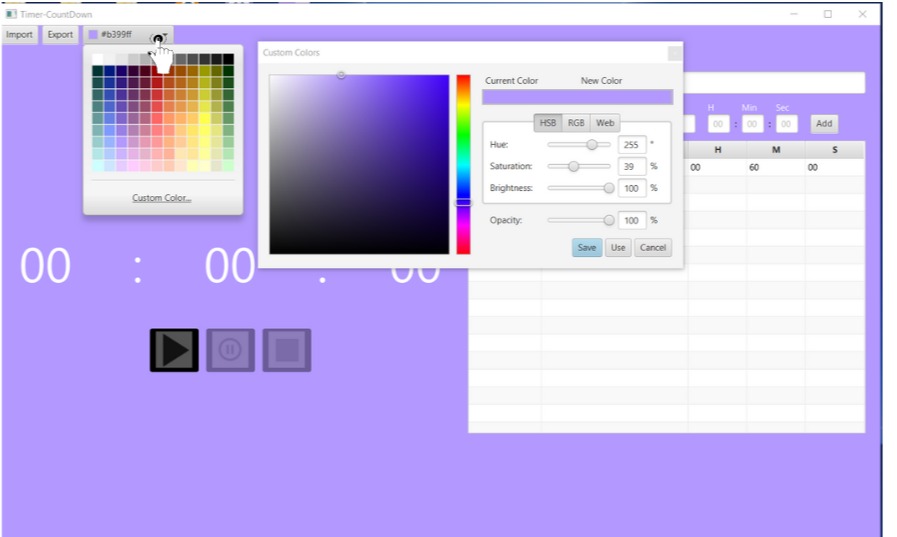 Timer-CountDown
Import Export #b399ff
Custom Color...
Custom Colors
Current Color New Color
HSB RGB Web
Hue: 255 °
Saturation: 39 %
Brightness: 100 %
Opacity: 100 %
Save Use Cancel
H Min Sec
00 : 00 : 00 Add
H M S
00 60 00
00 : 00 : 00